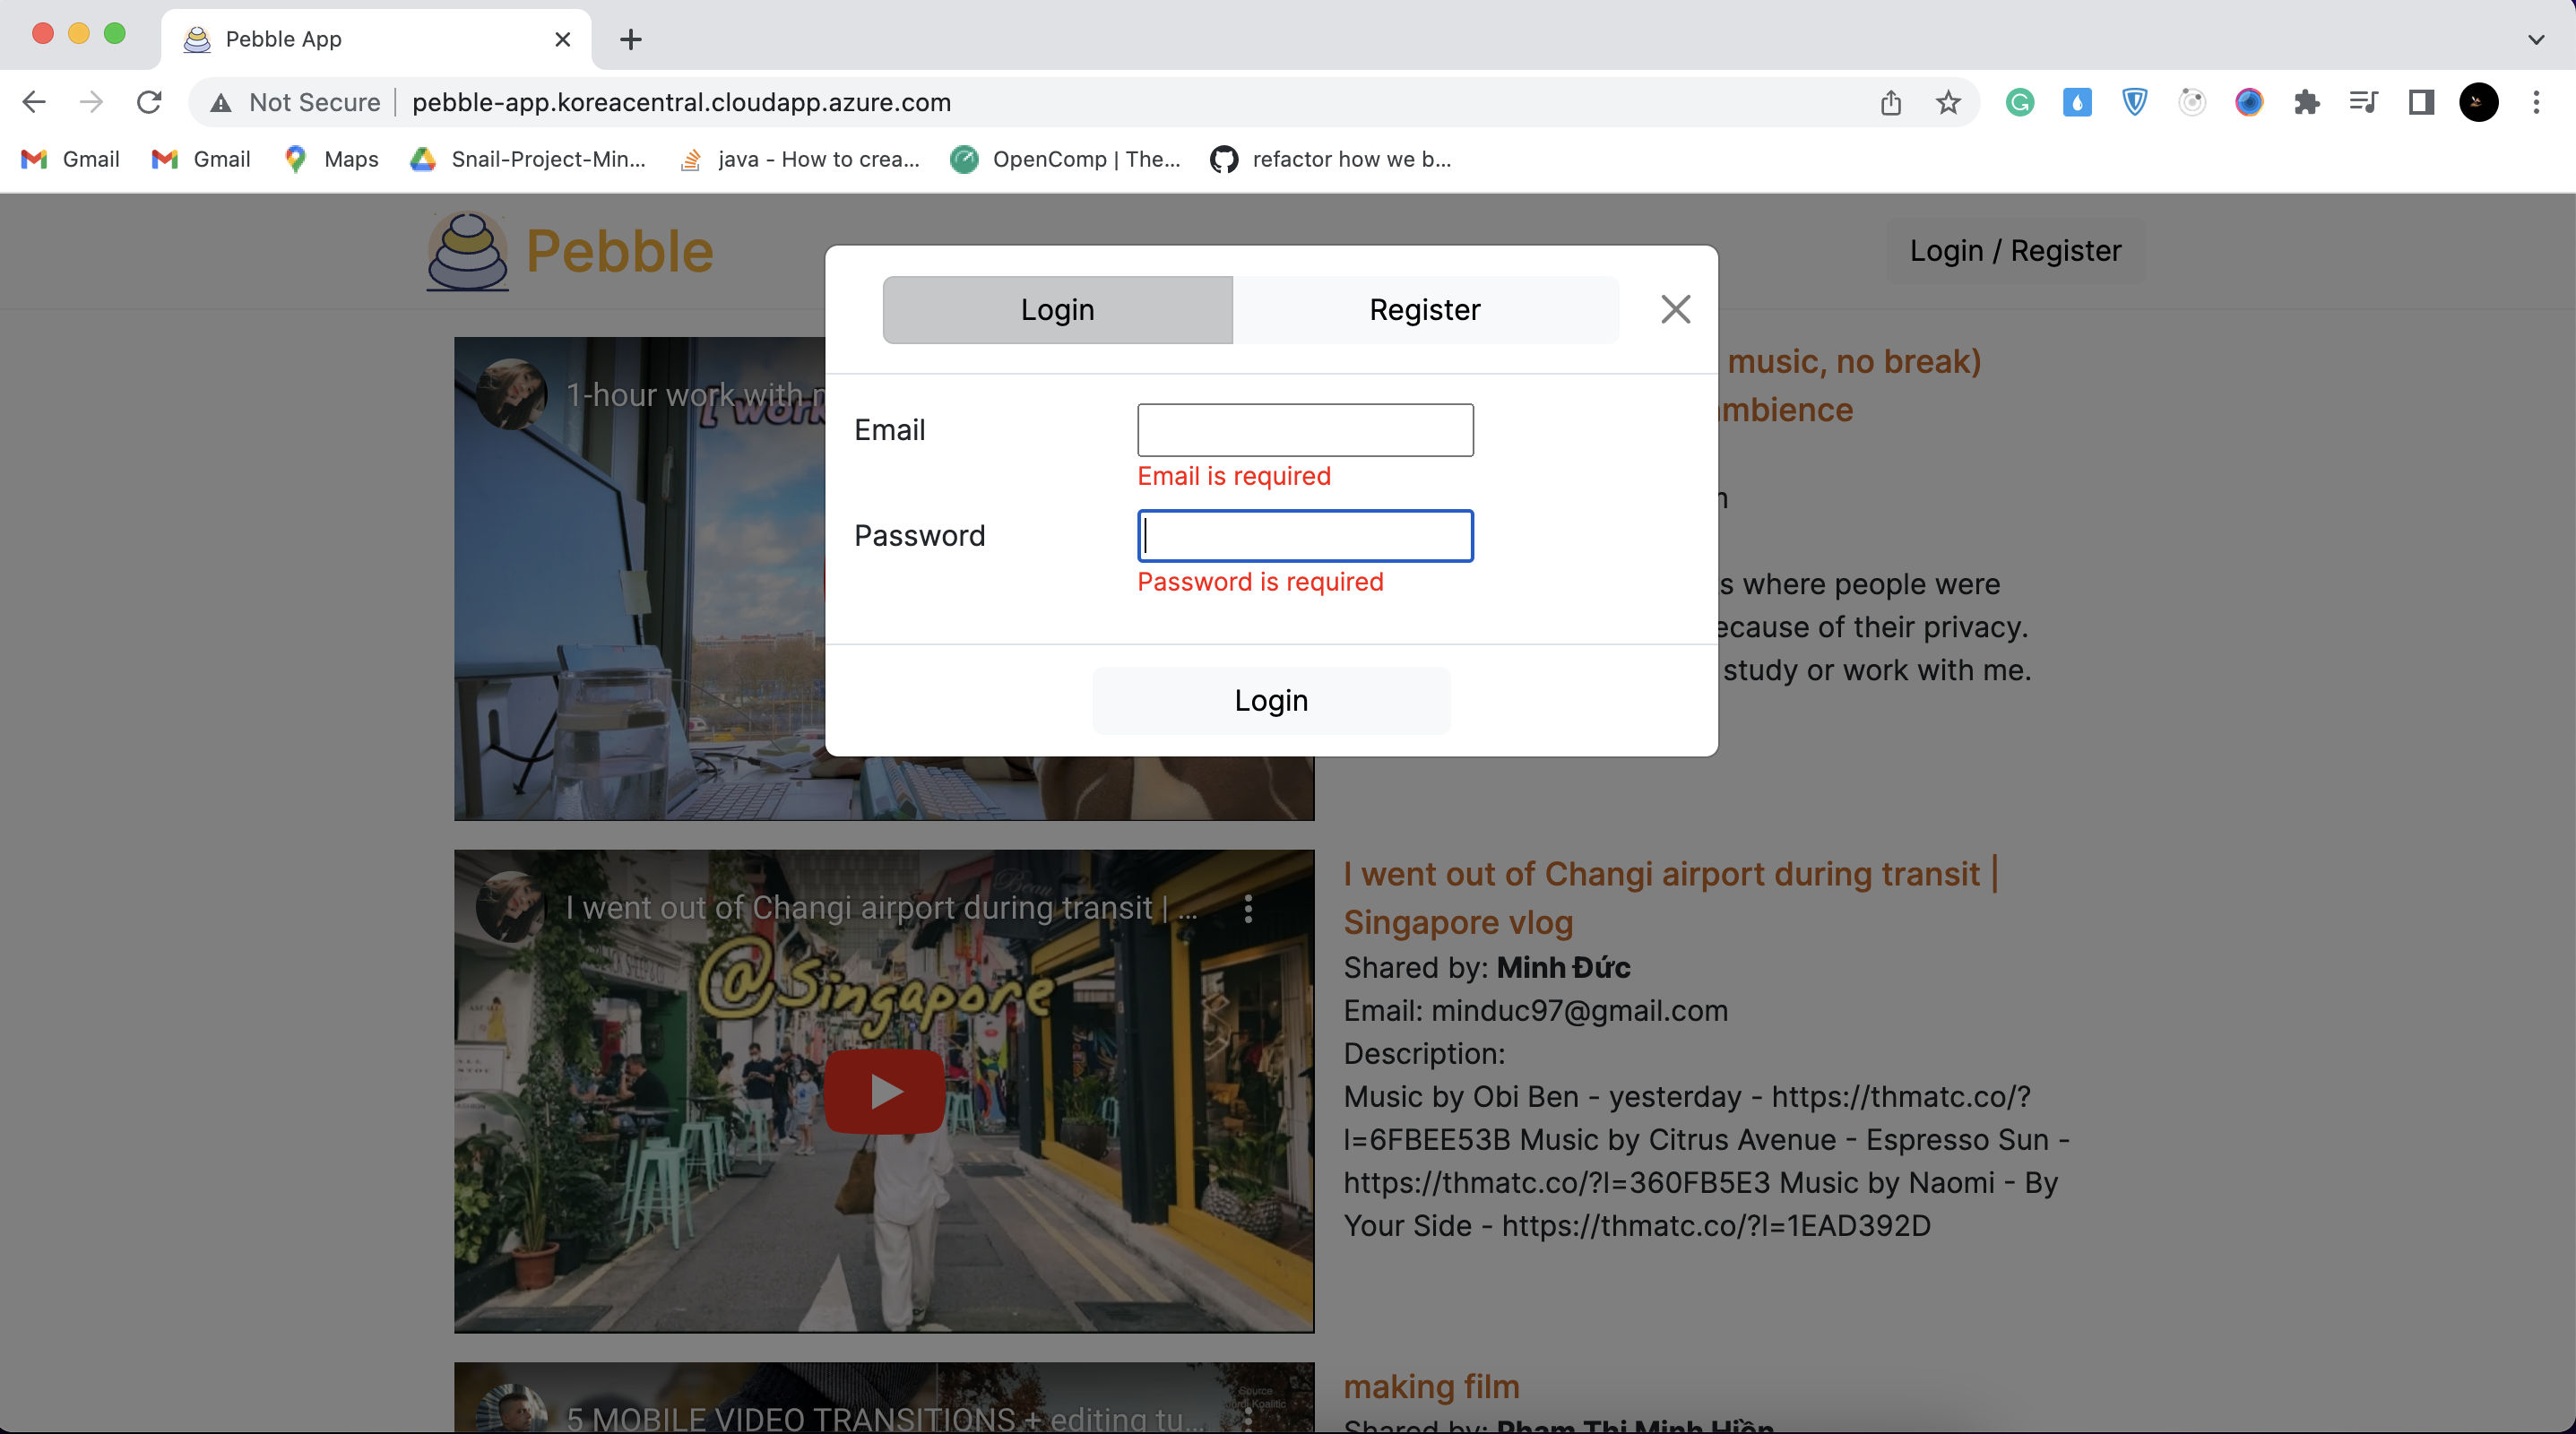 Pebble App
Not Secure
pebble-app.koreacentral.cloudapp.azure.com
Gmail
Gmail
Maps
Snail-Project-Min...
java - How to crea...
OpenComp | The...
refactor how we b...
Pebble
Login / Register
Login
Register
1-hour work with
music, no break)
mbience
Email
Email is required
Password
Password is required
s where people were
ecause of their privacy.
study or work with me.
Login
I went out of Changi airport during transit | ...
@Singapore
I went out of Changi airport during transit |
Singapore vlog
Shared by: Minh Đức
Email: minduc97@gmail.com
Description:
Music by Obi Ben - yesterday - https://thmatc.co/?
l=6FBEE53B Music by Citrus Avenue - Espresso Sun -
https://thmatc.co/?l=360FB5E3 Music by Naomi - By
Your Side - https://thmatc.co/?l=1EAD392D
5 MOBILE VIDEO TRANSITIONS + editing tu...
Source
making film
Shared by: Phạm Thị Minh Hiền